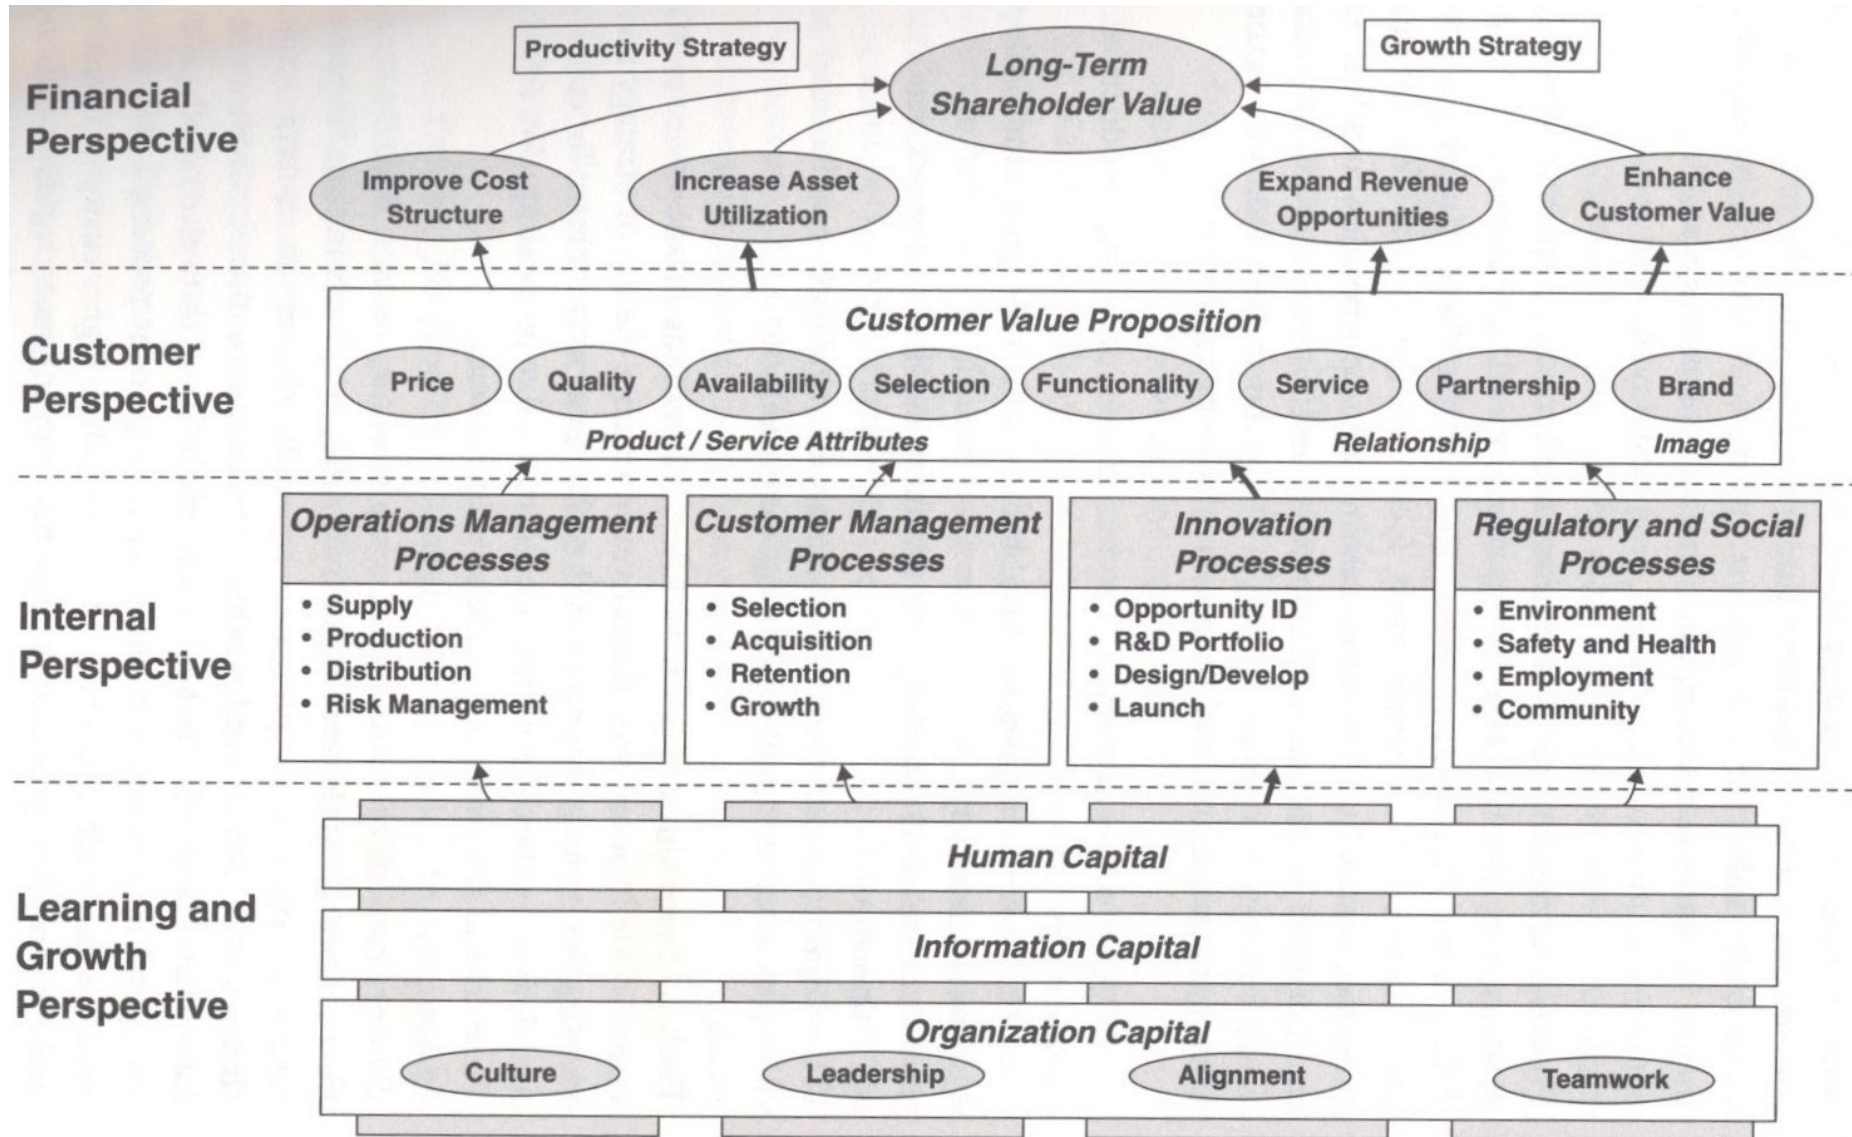 Productivity Strategy
Growth Strategy
Long-Term
Shareholder Value
Financial
Perspective
Improve Cost
Structure
Increase Asset
Utilization
Expand Revenue
Opportunities
Enhance
Customer Value
Customer
Perspective
Customer Value Proposition
Price
Quality
Availability
Selection
Functionality
Service
Partnership
Brand
Product / Service Attributes
Relationship
Image
Internal
Perspective
Operations Management
Processes
• Supply
• Production
• Distribution
• Risk Management
Customer Management
Processes
• Selection
• Acquisition
• Retention
• Growth
Innovation
Processes
• Opportunity ID
• R&D Portfolio
• Design/Develop
• Launch
Regulatory and Social
Processes
• Environment
• Safety and Health
• Employment
• Community
Learning and
Growth
Perspective
Human Capital
Information Capital
Organization Capital
Culture
Leadership
Alignment
Teamwork